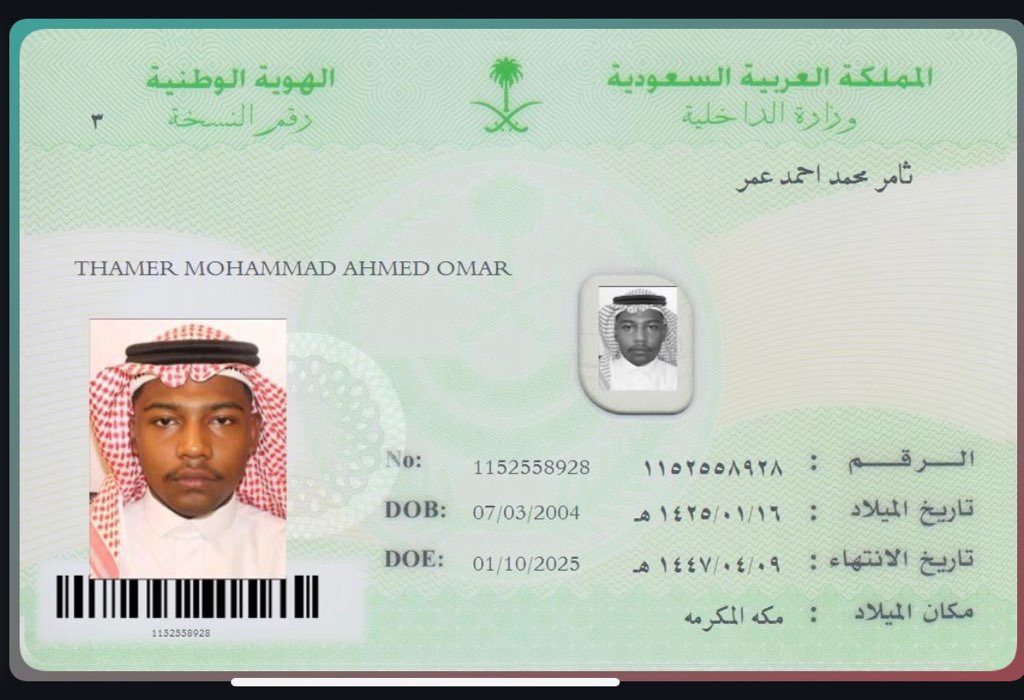 المملكة العربية السعودية
وزارة الداخلية
الهوية الوطنية
رقم النسخة ٣
ثامر محمد احمد عمر
THAMER MOHAMMAD AHMED OMAR
الـرقـــم : ١١٥٢٥٥٨٩٢٨
No: 1152558928
تاريخ الميلاد : ١٤٢٥/٠١/١٦ هـ
DOB: 07/03/2004
تاريخ الانتهاء : ١٤٤٧/٠٤/٠٩ هـ
DOE: 01/10/2025
مكان الميلاد : مكه المكرمه
1152558928